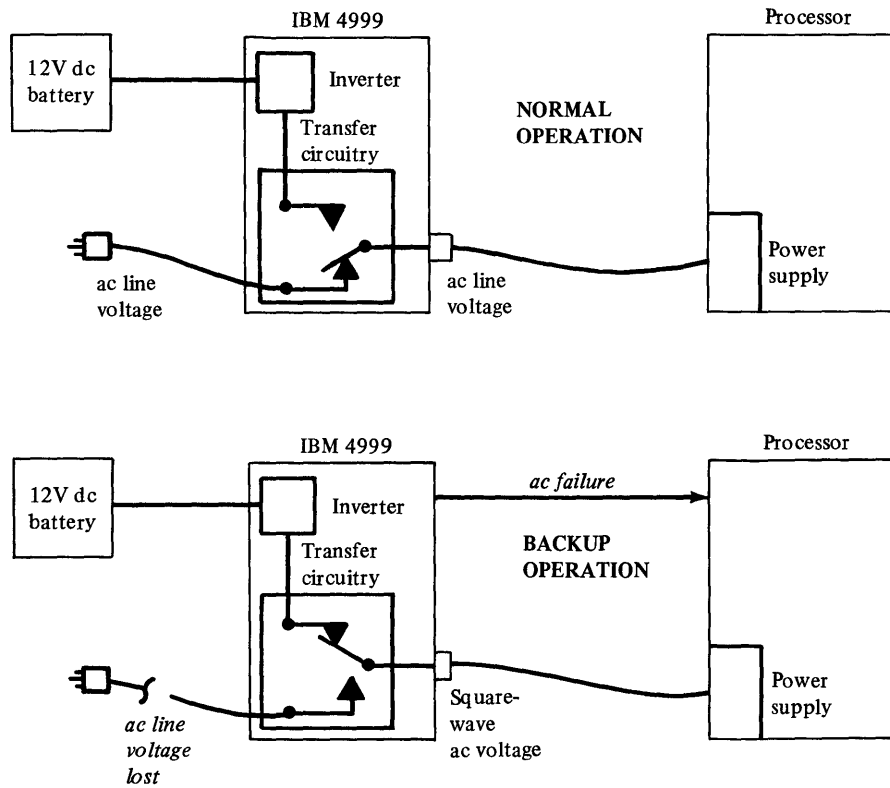 IBM 4999
Processor
12V dc
battery
Inverter
NORMAL
OPERATION
Transfer
circuitry
ac line
voltage
ac line
voltage
Power
supply
IBM 4999
Processor
12V dc
battery
Inverter
ac failure
BACKUP
OPERATION
Transfer
circuitry
ac line
voltage
lost
Square-
wave
ac voltage
Power
supply